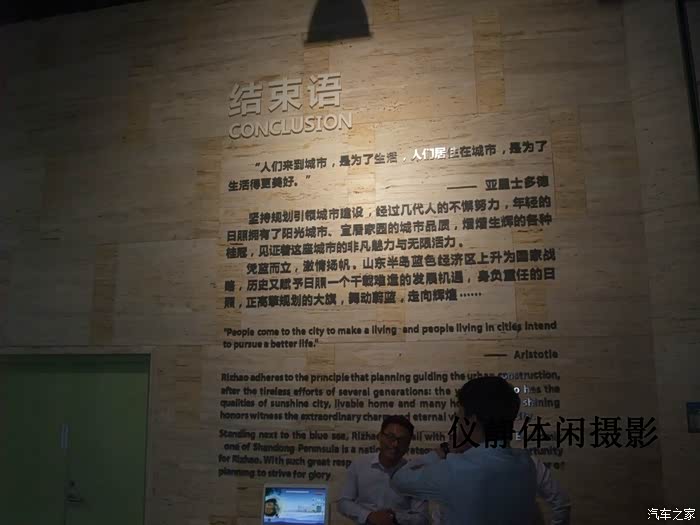 结束语
CONCLUSION
“人们来到城市，是为了生活，人们居住在城市，是为了
生活得更美好。”
—— 亚里士多德
坚持规划引领城市建设，经过几代人的不懈努力，年轻的
日照拥有了阳光城市、宜居家园的城市品质，熠熠生辉的各种
桂冠，见证着这座城市的非凡魅力与无限活力。
凭蓝而立，激情扬帆。山东半岛蓝色经济区上升为国家战
略，历史又赋予日照一个千载难逢的发展机遇，身负重任的日
照，正高擎规划的大旗，舞动蔚蓝，走向辉煌……
"People come to the city to make a living and people living in cities intend
to pursue a better life."
—— Aristotle
Rizhao adheres to the principle that planning guiding the urban construction,
after the tireless efforts of several generations: the has the
qualities of sunshine city, livable home and many shining
honors witness the extraordinary charm and eternal
Standing next to the blue sea, Rizhao sail with
one of Shandong Peninsula is a national
for Rizhao. With such great of
planning to strive for glory
仪静体闲摄影
汽车之家